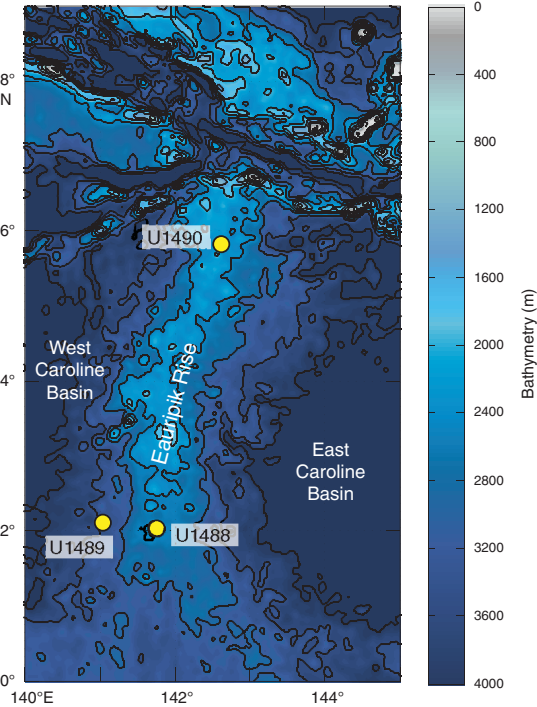 0
8°
N
400
800
1200
6°
U1490
1600
2000
West
Caroline
Basin
Eauripik Rise
4°
Bathymetry (m)
2400
East
Caroline
Basin
2800
2°
U1489
U1488
3200
3600
0°
4000
140°E
142°
144°